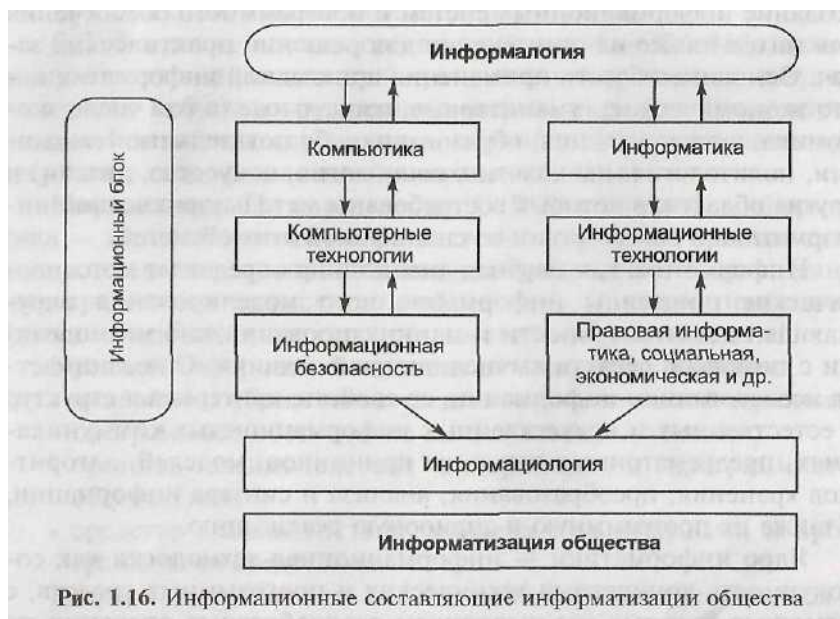 Информалогия
Информационный блок
Компьютика
Информатика
Компьютерные
технологии
Информационные
технологии
Информационная
безопасность
Правовая информа-
тика, социальная,
экономическая и др.
Информациология
Информатизация общества
Рис. 1.16. Информационные составляющие информатизации общества